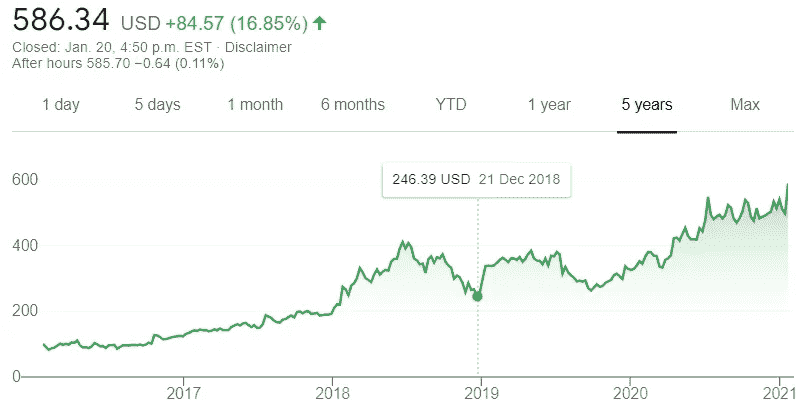 586.34 USD +84.57 (16.85%) ↑
Closed: Jan. 20, 4:50 p.m. EST · Disclaimer
After hours 585.70 −0.64 (0.11%)
1 day 5 days 1 month 6 months YTD 1 year 5 years Max
246.39 USD 21 Dec 2018
600
400
200
0
2017 2018 2019 2020 2021